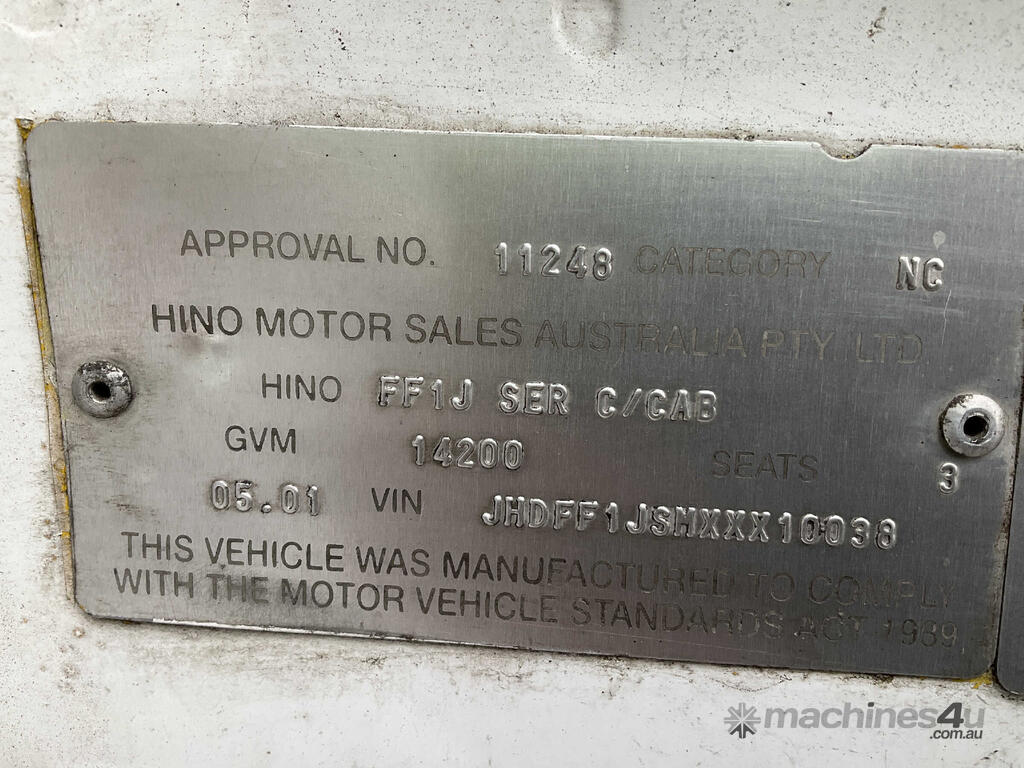 APPROVAL NO. 11248 CATEGORY NC
HINO MOTOR SALES AUSTRALIA PTY. LTD.
HINO FF1J SER C/CAB
GVM 14200 SEATS 3
05.01 VIN JHDFF1JSMXXX10038
THIS VEHICLE WAS MANUFACTURED TO COMPLY
WITH THE MOTOR VEHICLE STANDARDS ACT 1989
machines4u
.com.au